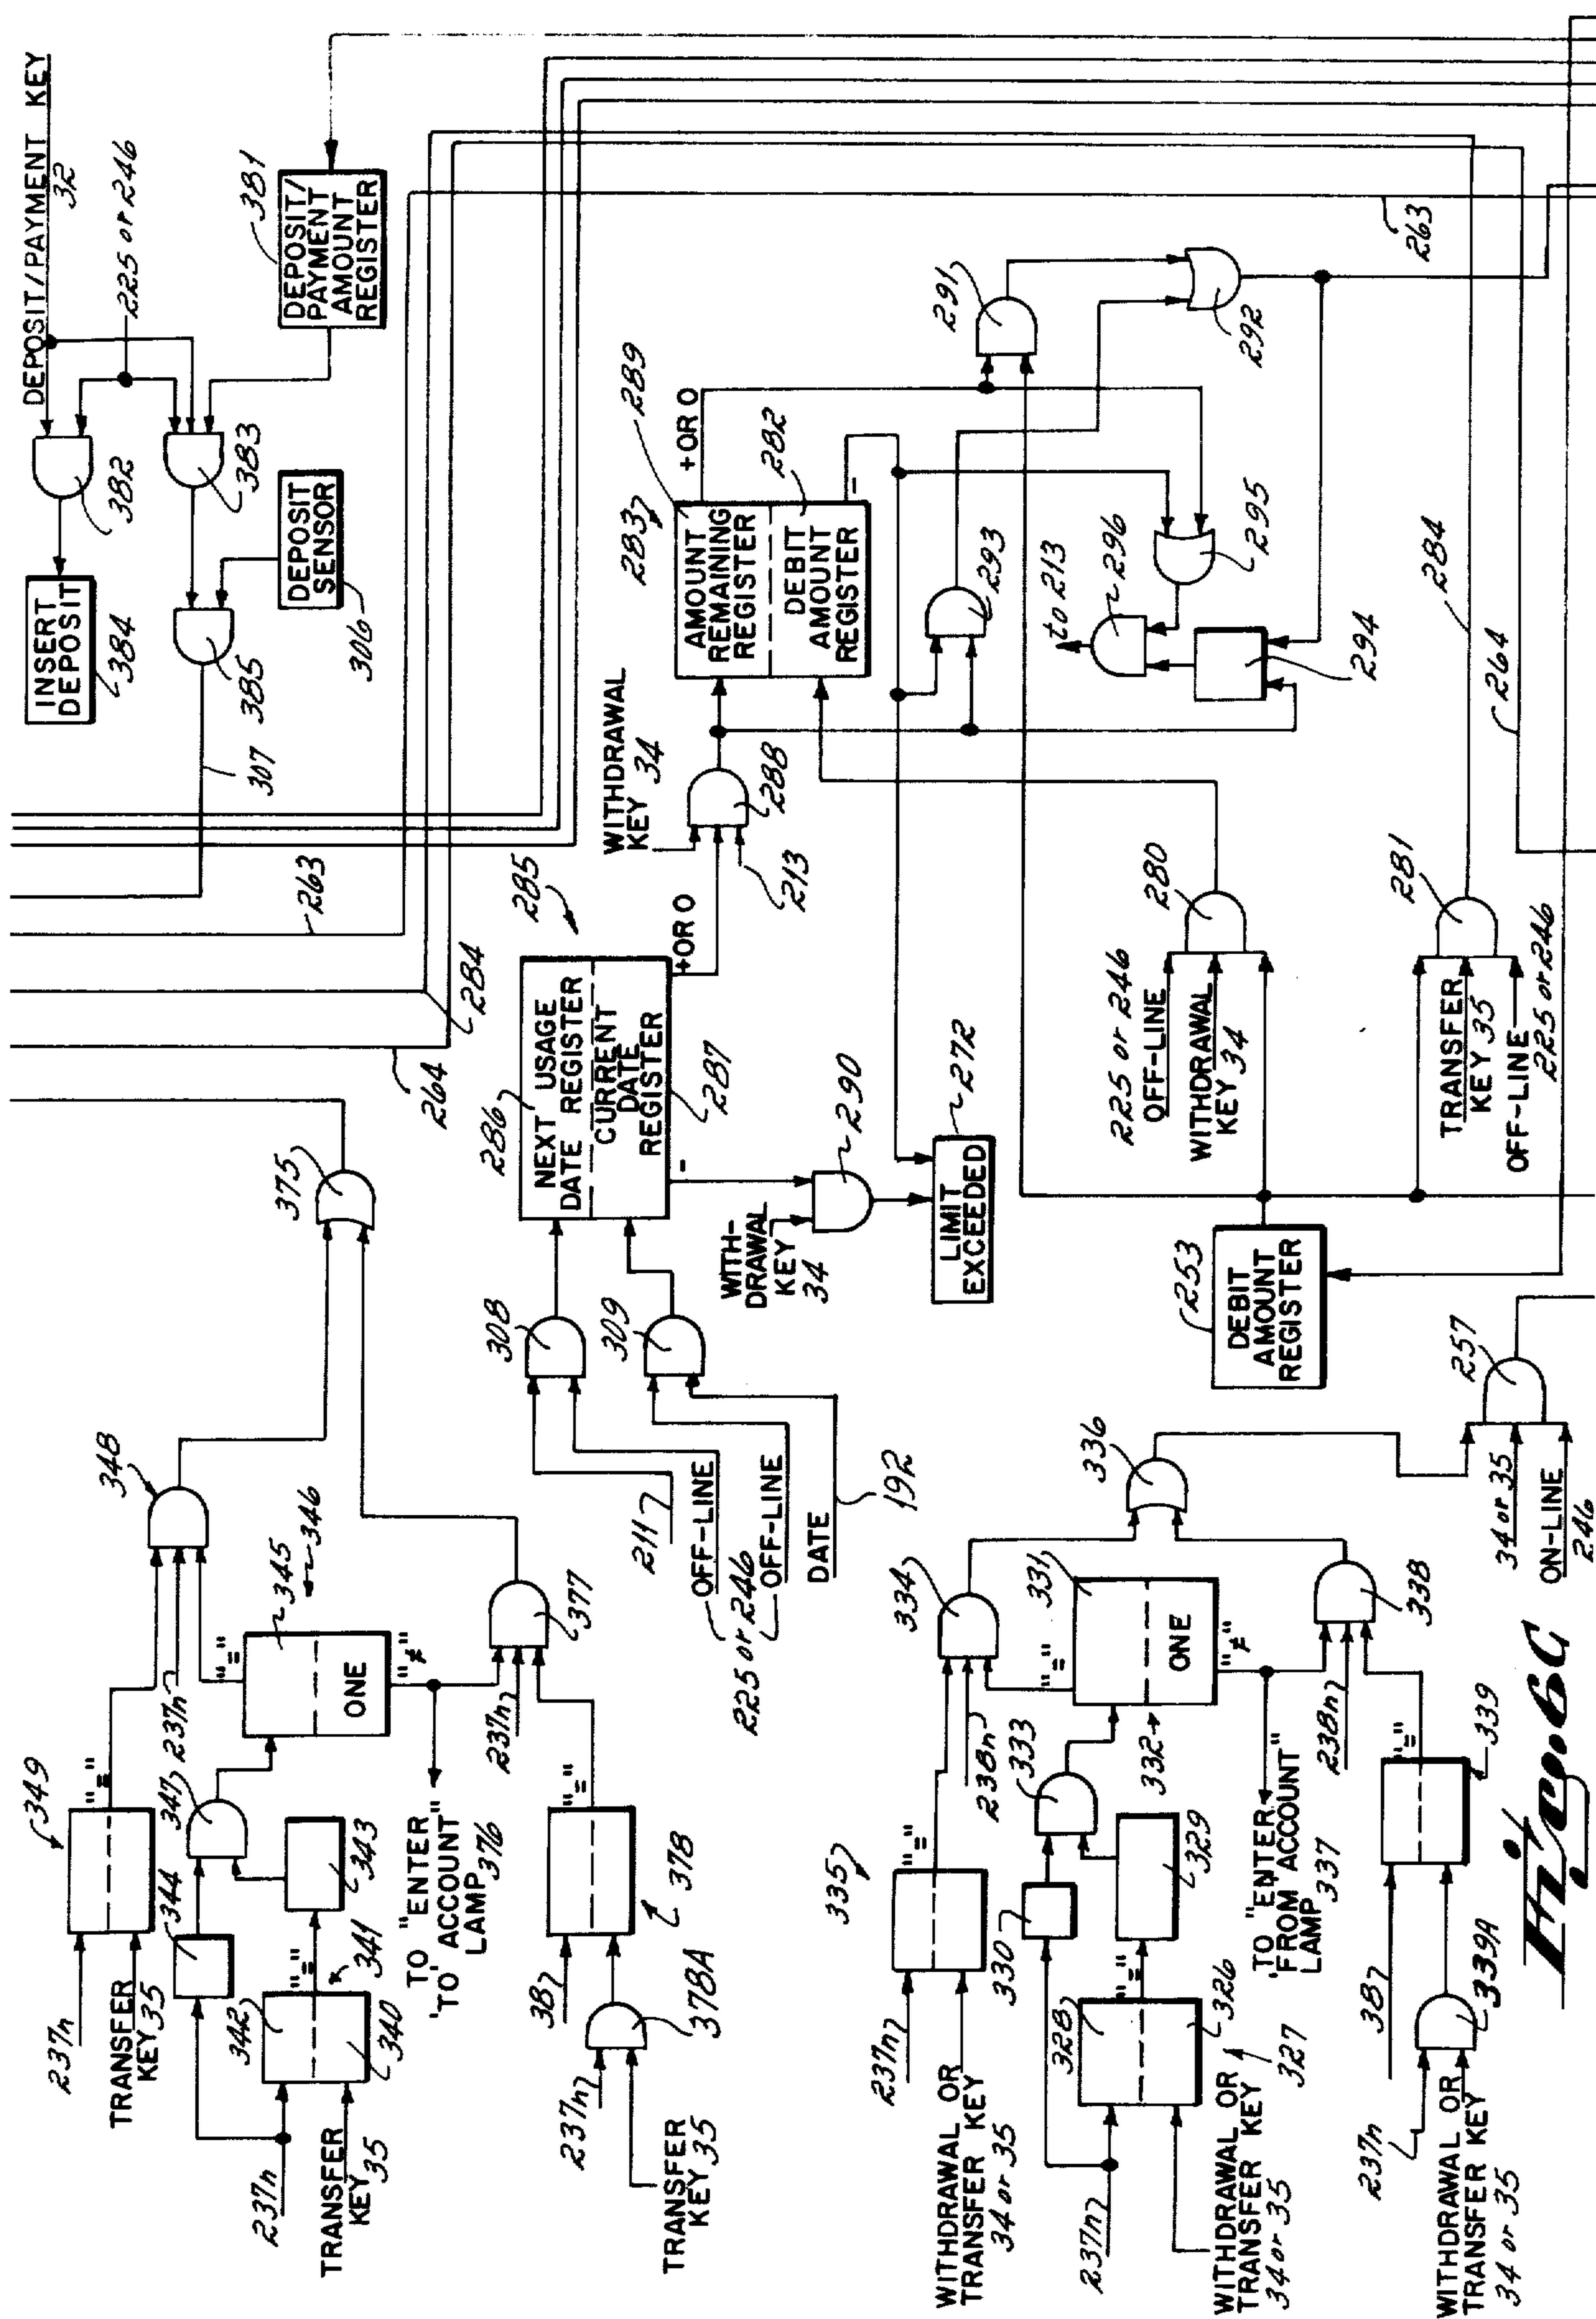 DEPOSIT/PAYMENT KEY
32
225 or 246
381
DEPOSIT/
PAYMENT
AMOUNT
REGISTER
382
383
INSERT
DEPOSIT
384
385
DEPOSIT
SENSOR
306
307
263
284
264
349
237n
TRANSFER
KEY 35
"="
344
347
237n
348
"="
345
346
ONE
"≠"
343
342
"="
341
340
237n
TRANSFER
KEY 35
TO "ENTER
'TO' ACCOUNT"
LAMP 376
237n
377
375
38
"="
378
378A
237n
TRANSFER
KEY 35
286
NEXT USAGE
DATE REGISTER
CURRENT
DATE
REGISTER
285
287
+ OR 0
-
308
309
211
OFF-LINE
225 or 246
OFF-LINE
DATE
192
WITH-
DRAWAL
KEY
34
290
LIMIT
EXCEEDED
272
WITHDRAWAL
KEY 34
288
213
283
289
AMOUNT
REMAINING
REGISTER
DEBIT
AMOUNT
REGISTER
282
+ OR 0
-
291
292
293
295
296
to 213
294
263
284
264
225 or 246
OFF-LINE
WITHDRAWAL
KEY 34
280
TRANSFER
KEY 35
OFF-LINE
225 or 246
281
253
DEBIT
AMOUNT
REGISTER
257
34 or 35
ON-LINE
246
335
"="
237n
WITHDRAWAL OR
TRANSFER KEY
34 or 35
334
238n
333
"="
331
ONE
332
"≠"
336
330
329
328
"="
326
327
237n
WITHDRAWAL OR
TRANSFER KEY
34 or 35
TO "ENTER
'FROM' ACCOUNT"
LAMP 337
238n
338
"="
339
38
339A
237n
WITHDRAWAL OR
TRANSFER KEY
34 or 35
Fig. 6C